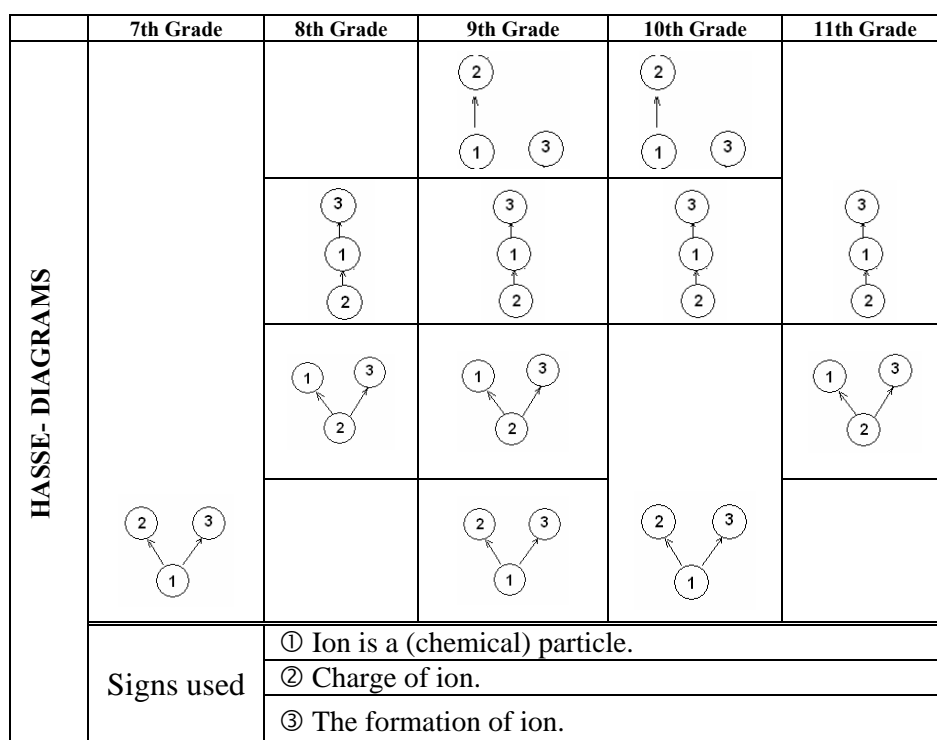 7th Grade 8th Grade 9th Grade 10th Grade 11th Grade
HASSE- DIAGRAMS
2 2
1 3 1 3
3 3 3 3
1 1 1 1
2 2 2 2
1 3 1 3 1 3
2 2 2
2 3 2 3 2 3
1 1 1
Signs used
① Ion is a (chemical) particle.
② Charge of ion.
③ The formation of ion.